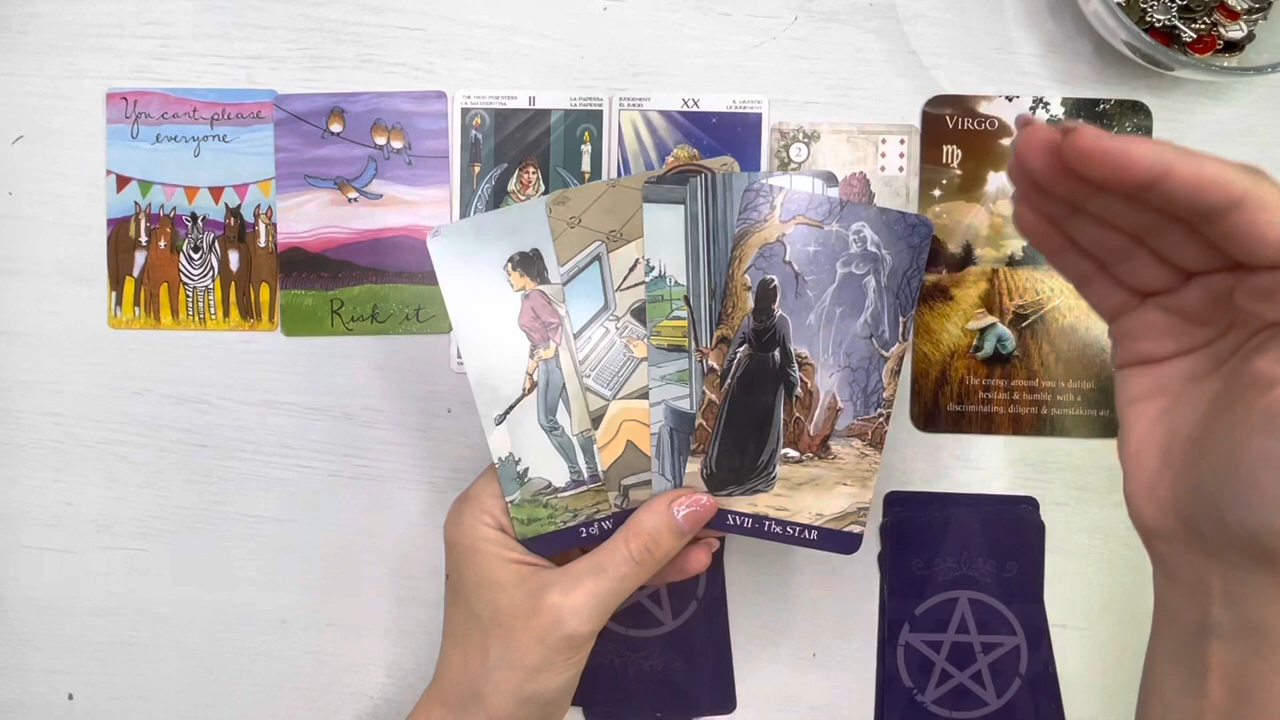 You can't please
everyone
Risk it
THE HIGH PRIESTESS
II
LA PAPESSA
LA PAPESSE
JUDGEMENT
EL JUICIO
XX
IL GIUDIZIO
LE JUGEMENT
2
VIRGO
♍
The energy around you is dutiful,
hesitant & humble with a
discriminating, diligent & painstaking air
2 of W
XVII - The STAR